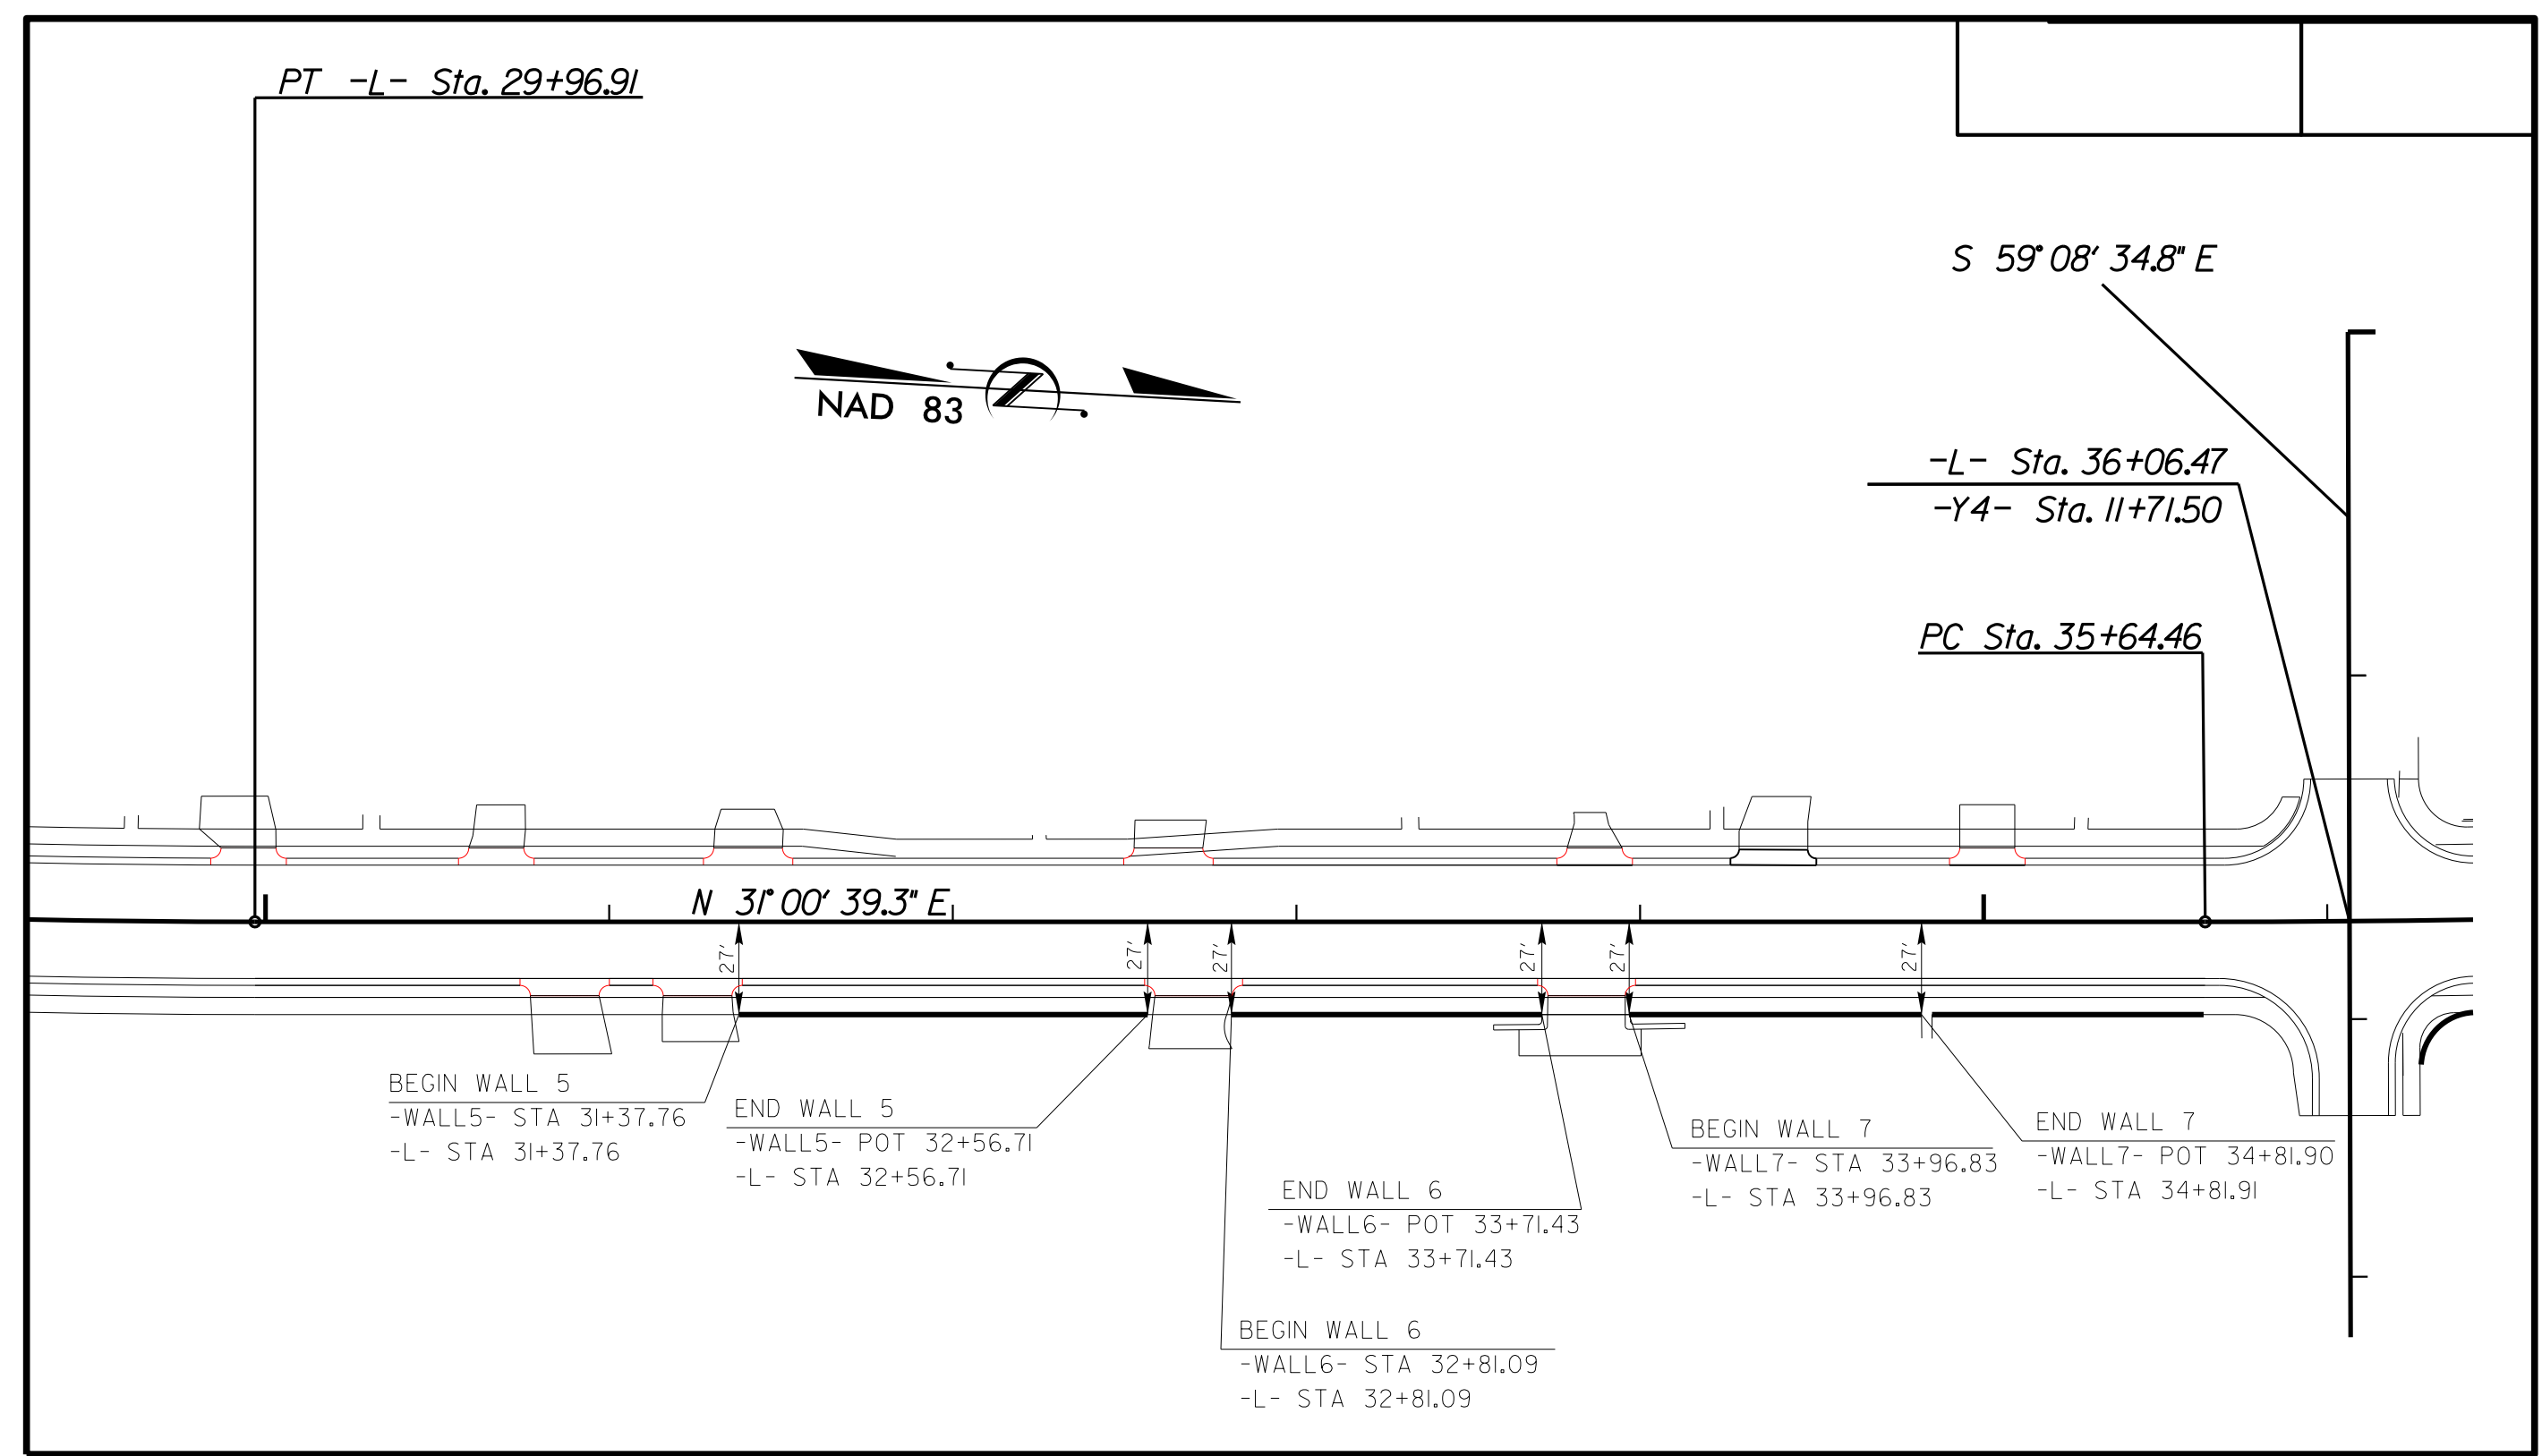 PT -L- Sta. 29+96.91
S 59° 08' 34.8" E
NAD 83
-L- Sta. 36+06.47
-Y4- Sta. 11+71.50
PC Sta. 35+64.46
N 31° 00' 39.3" E
27'
27'
27'
27'
27'
27'
BEGIN WALL 5
-WALL5- STA 31+37.76
-L- STA 31+37.76
END WALL 5
-WALL5- POT 32+56.71
-L- STA 32+56.71
END WALL 6
-WALL6- POT 33+71.43
-L- STA 33+71.43
BEGIN WALL 7
-WALL7- STA 33+96.83
-L- STA 33+96.83
END WALL 7
-WALL7- POT 34+81.90
-L- STA 34+81.91
BEGIN WALL 6
-WALL6- STA 32+81.09
-L- STA 32+81.09